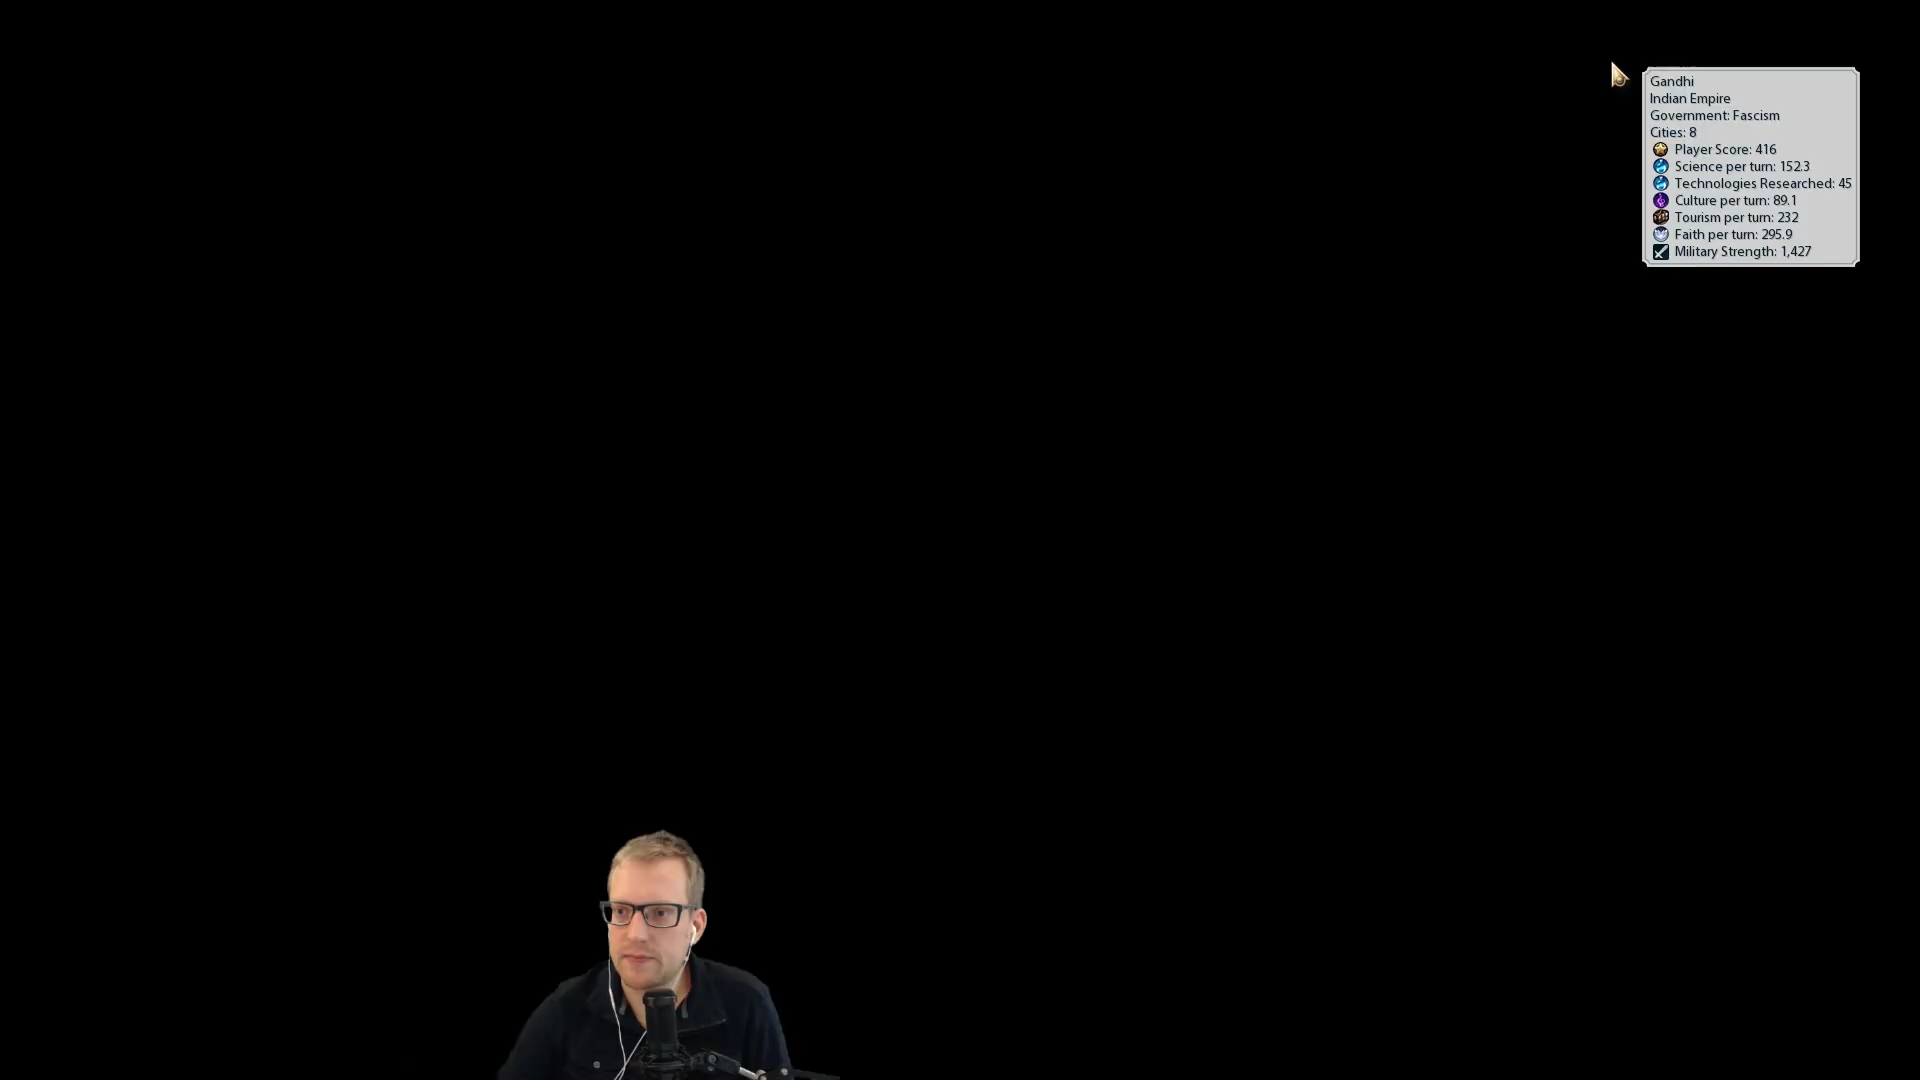 Gandhi
Indian Empire
Government: Fascism
Cities: 8
Player Score: 416
Science per turn: 152.3
Technologies Researched: 45
Culture per turn: 89.1
Tourism per turn: 232
Faith per turn: 295.9
Military Strength: 1,427